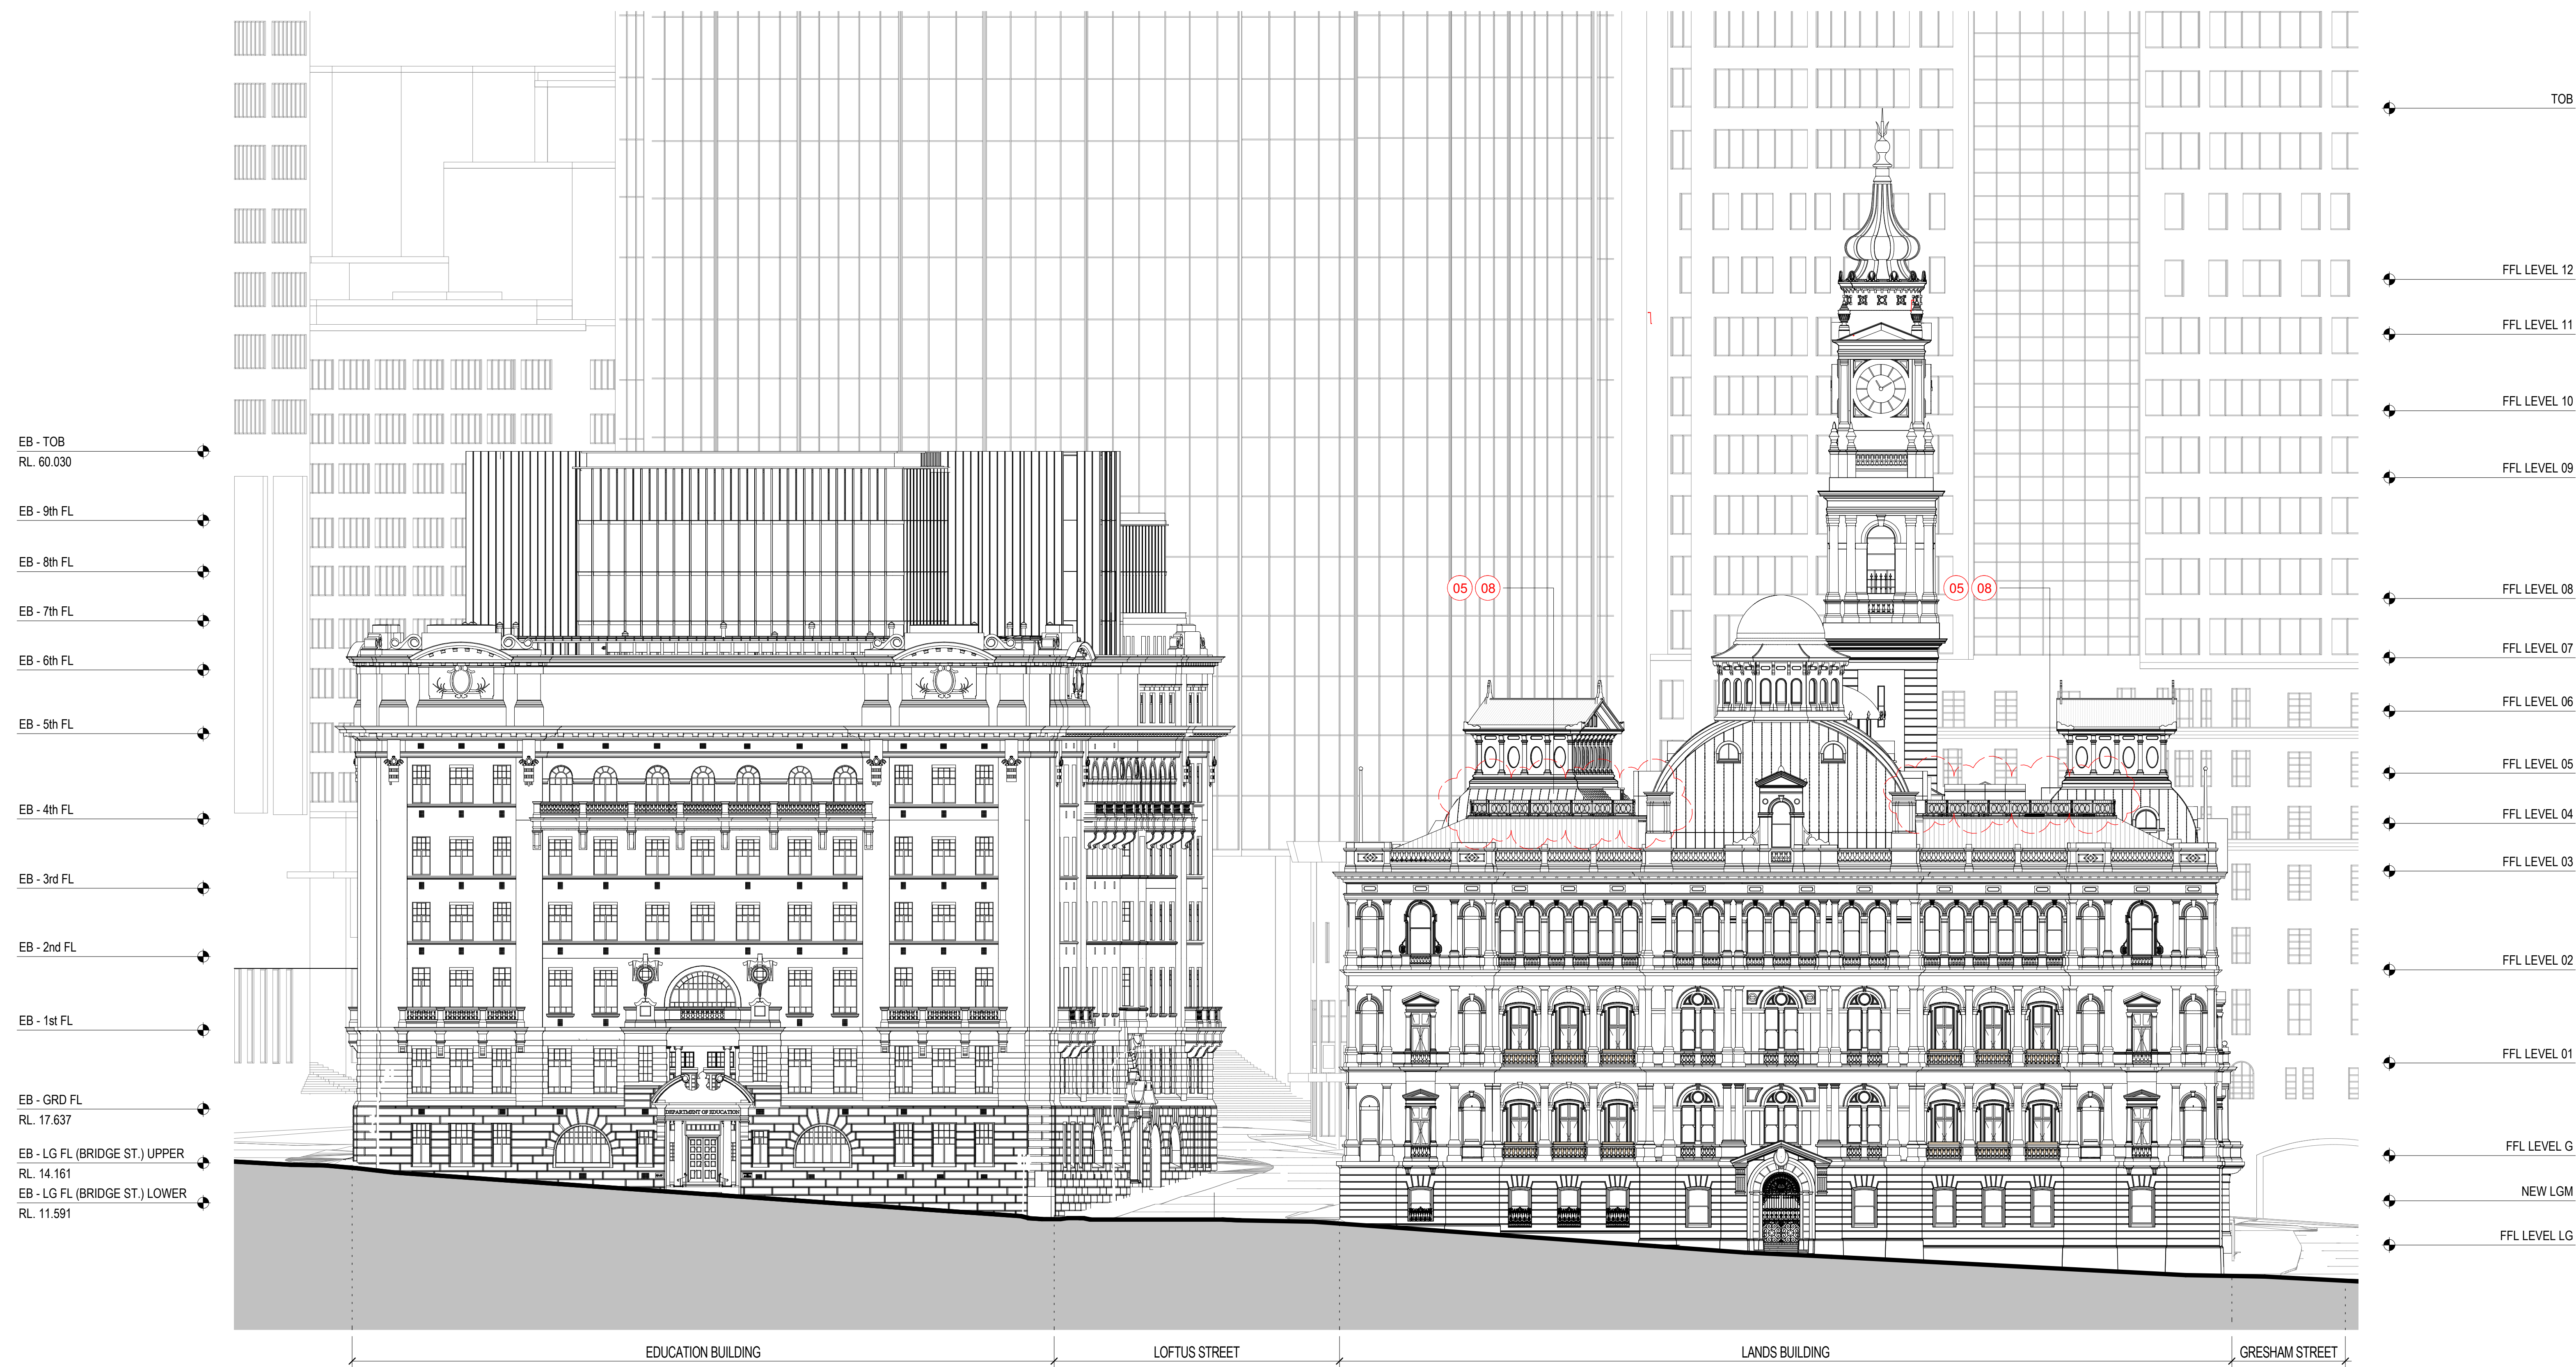 TOB
FFL LEVEL 12
FFL LEVEL 11
FFL LEVEL 10
EB - TOB
RL. 60.030
FFL LEVEL 09
EB - 9th FL
EB - 8th FL
05 08
05 08
FFL LEVEL 08
EB - 7th FL
FFL LEVEL 07
EB - 6th FL
FFL LEVEL 06
EB - 5th FL
FFL LEVEL 05
EB - 4th FL
FFL LEVEL 04
FFL LEVEL 03
EB - 3rd FL
EB - 2nd FL
FFL LEVEL 02
EB - 1st FL
FFL LEVEL 01
EB - GRD FL
RL. 17.637
DEPARTMENT OF EDUCATION
FFL LEVEL G
EB - LG FL (BRIDGE ST.) UPPER
RL. 14.161
EB - LG FL (BRIDGE ST.) LOWER
RL. 11.591
NEW LGM
FFL LEVEL LG
EDUCATION BUILDING
LOFTUS STREET
LANDS BUILDING
GRESHAM STREET